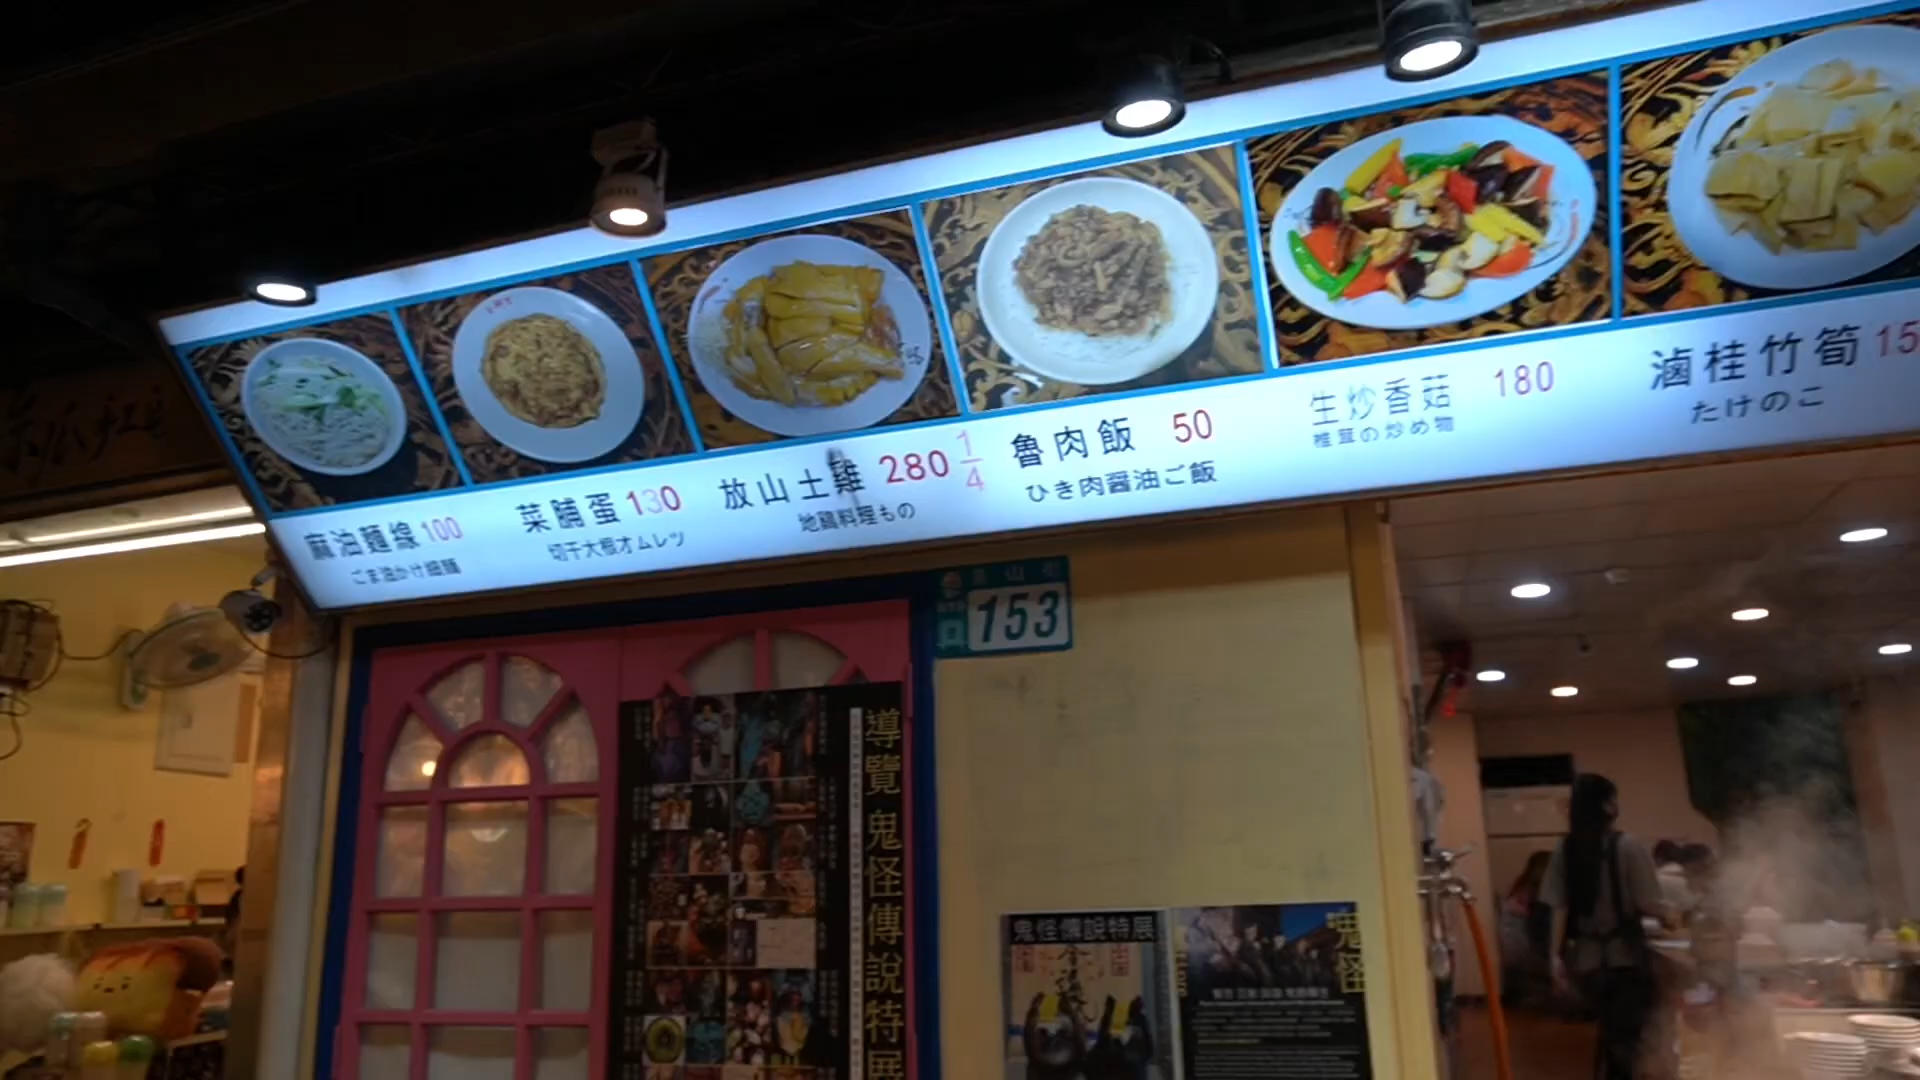 麻油麵線 100
ごま油かけ細麺
菜脯蛋 130
切干大根オムレツ
放山土雞 280 1/4
地鶏料理もの
魯肉飯 50
ひき肉醤油ご飯
生炒香菇 180
椎茸の炒め物
滷桂竹筍 15
たけのこ
153
導覽 鬼怪傳說特展
鬼怪傳說特展
鬼怪